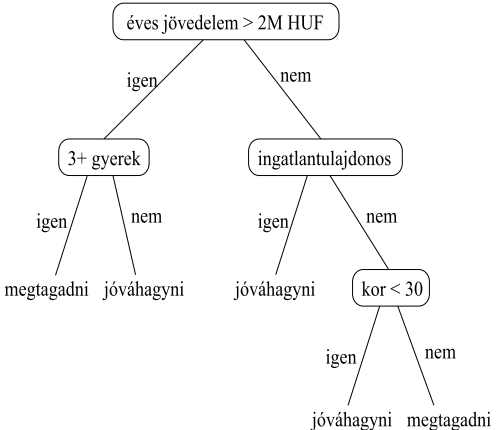 éves jövedelem > 2M HUF
igen
nem
3+ gyerek
ingatlantulajdonos
igen
nem
igen
nem
megtagadni
jóváhagyni
jóváhagyni
kor < 30
igen
nem
jóváhagyni
megtagadni